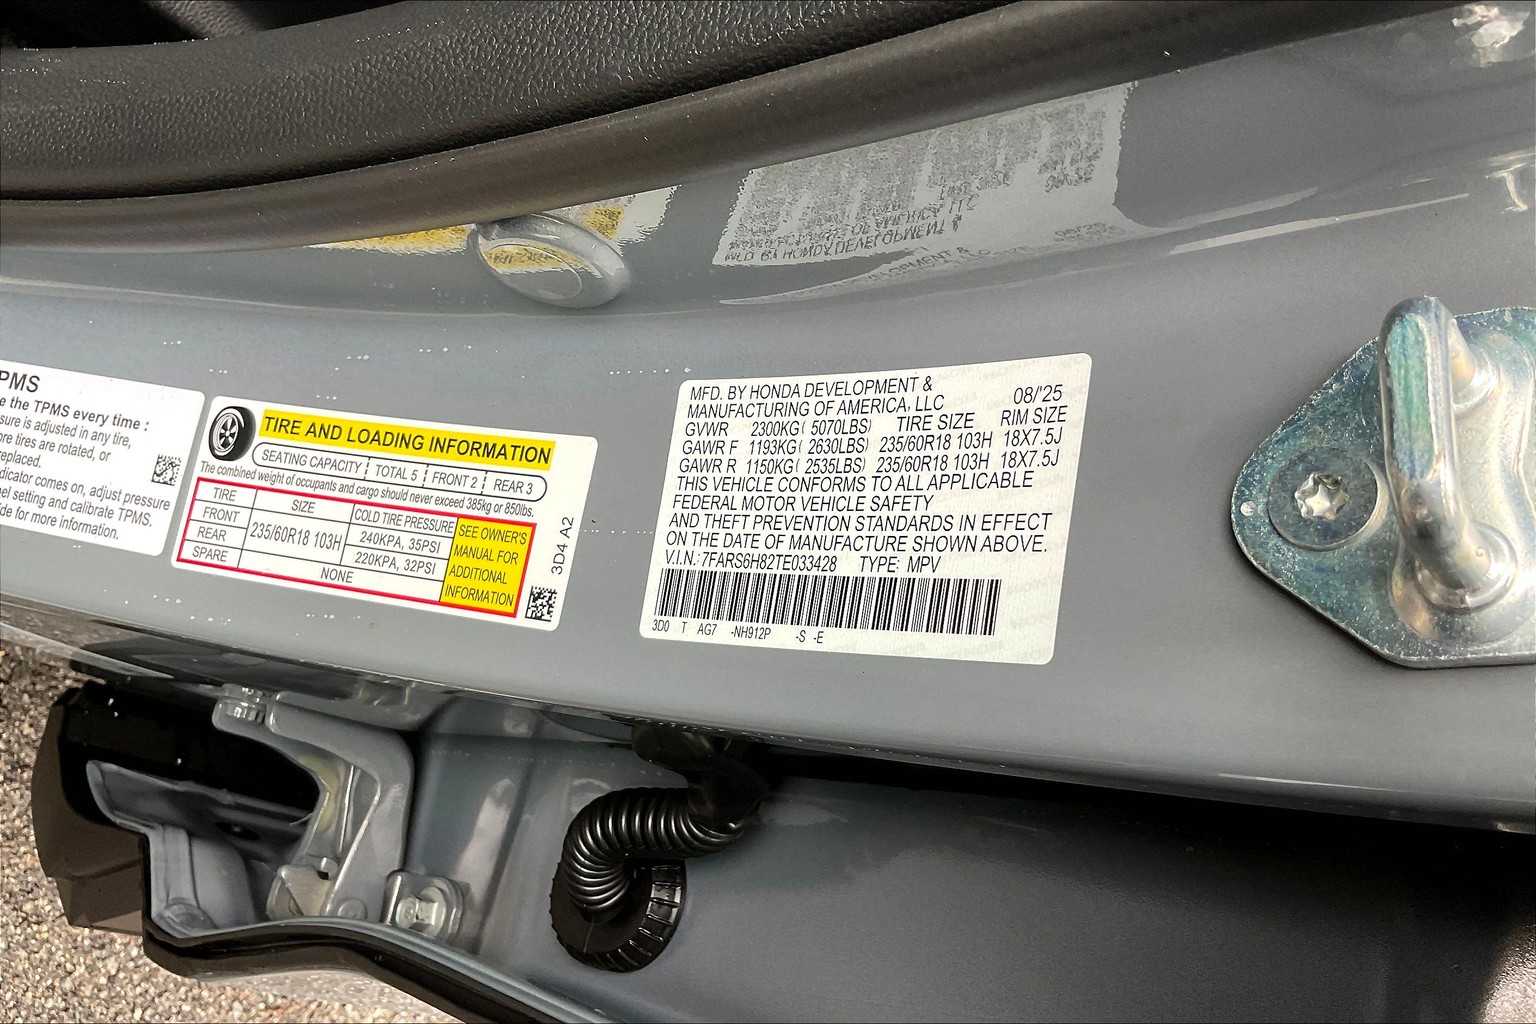 PMS
e the TPMS every time :
sure is adjusted in any tire,
ore tires are rotated, or
replaced.
dicator comes on, adjust pressure
el setting and calibrate TPMS.
ide for more information.
TIRE AND LOADING INFORMATION
SEATING CAPACITY TOTAL 5 FRONT 2 REAR 3
The combined weight of occupants and cargo should never exceed 385kg or 850lbs.
TIRE SIZE COLD TIRE PRESSURE
FRONT 235/60R18 103H 240KPA, 35PSI
REAR 220KPA, 32PSI
SPARE NONE
SEE OWNER'S
MANUAL FOR
ADDITIONAL
INFORMATION
3D4 A2
MFD. BY HONDA DEVELOPMENT & 08/'25
MANUFACTURING OF AMERICA, LLC
GVWR 2300KG( 5070LBS) TIRE SIZE RIM SIZE
GAWR F 1193KG( 2630LBS) 235/60R18 103H 18X7.5J
GAWR R 1150KG( 2535LBS) 235/60R18 103H 18X7.5J
THIS VEHICLE CONFORMS TO ALL APPLICABLE
FEDERAL MOTOR VEHICLE SAFETY
AND THEFT PREVENTION STANDARDS IN EFFECT
ON THE DATE OF MANUFACTURE SHOWN ABOVE.
V.I.N.: 7FARS6H82TE033428 TYPE: MPV
3D0 T AG7 -NH912P -S -E